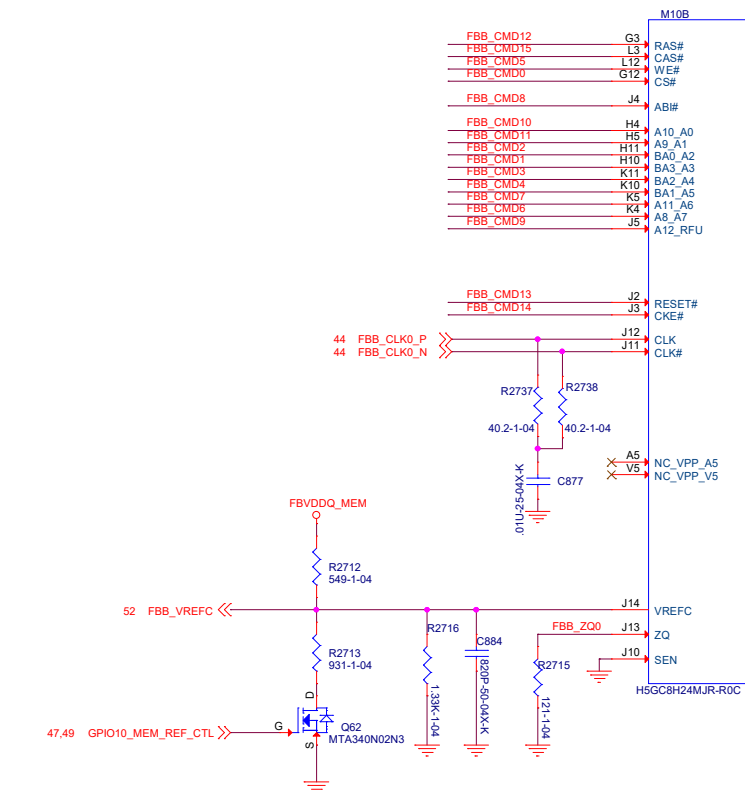 M10B
FBB_CMD12 G3 RAS#
FBB_CMD15 L3 CAS#
FBB_CMD5 L12 WE#
FBB_CMD0 G12 CS#
FBB_CMD8 J4 ABI#
FBB_CMD10 H4 A10_A0
FBB_CMD11 H5 A9_A1
FBB_CMD2 H11 BA0_A2
FBB_CMD1 H10 BA3_A3
FBB_CMD3 K11 BA2_A4
FBB_CMD4 K10 BA1_A5
FBB_CMD7 K5 A11_A6
FBB_CMD6 K4 A8_A7
FBB_CMD9 J5 A12_RFU
FBB_CMD13 J2 RESET#
FBB_CMD14 J3 CKE#
44 FBB_CLK0_P J12 CLK
44 FBB_CLK0_N J11 CLK#
R2737 R2738
40.2-1-04 40.2-1-04
A5 NC_VPP_A5
V5 NC_VPP_V5
.01U-25-04X-K C877
FBVDDQ_MEM
R2712
549-1-04
52 FBB_VREFC J14 VREFC
R2716
FBB_ZQ0 J13 ZQ
C884
R2713
931-1-04
J10 SEN
R2715
820P-50-04X-K
H5GC8H24MJR-R0C
1.33K-1-04
121-1-04
D
G
Q62
47,49 GPIO10_MEM_REF_CTL
MTA340N02N3
S